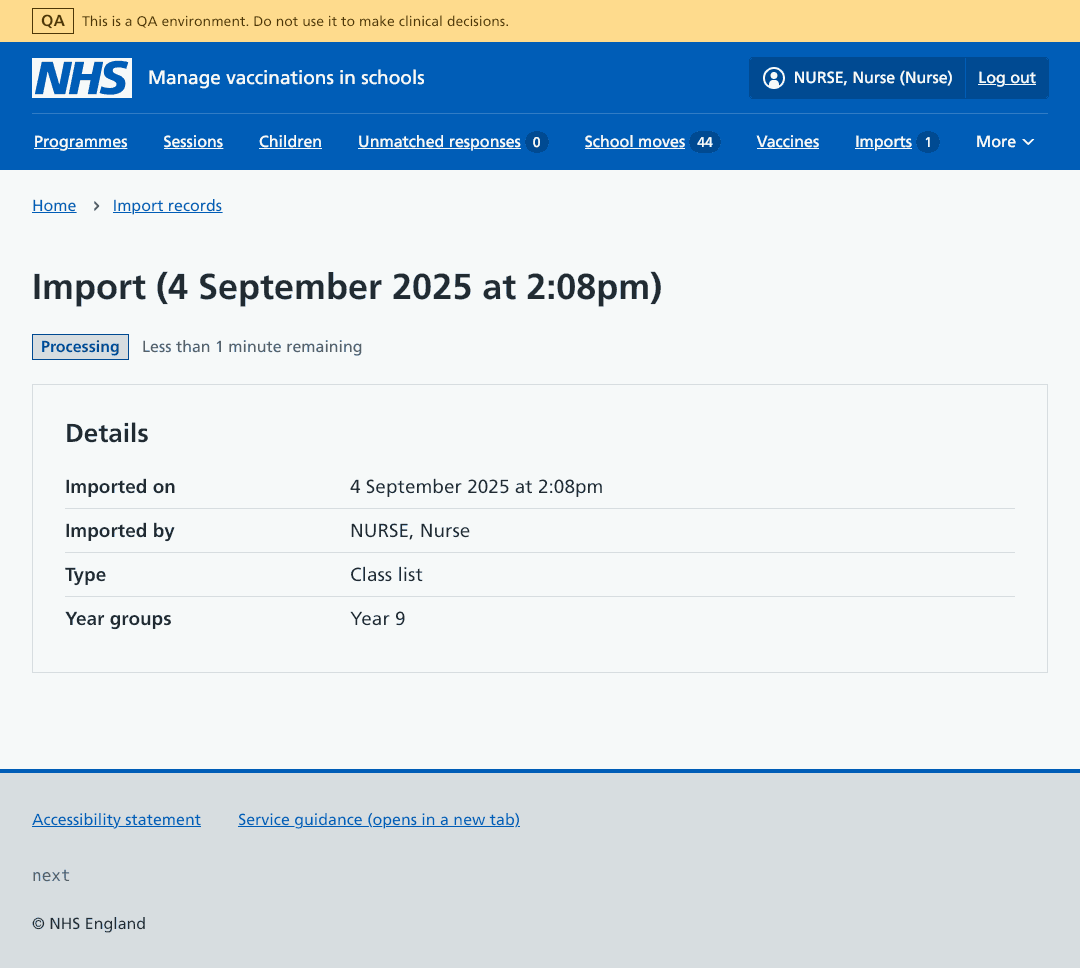 QA This is a QA environment. Do not use it to make clinical decisions.
NHS Manage vaccinations in schools NURSE, Nurse (Nurse) Log out
Programmes Sessions Children Unmatched responses 0 School moves 44 Vaccines Imports 1 More
Home Import records
Import (4 September 2025 at 2:08pm)
Processing Less than 1 minute remaining
Details
Imported on 4 September 2025 at 2:08pm
Imported by NURSE, Nurse
Type Class list
Year groups Year 9
Accessibility statement Service guidance (opens in a new tab)
next
© NHS England